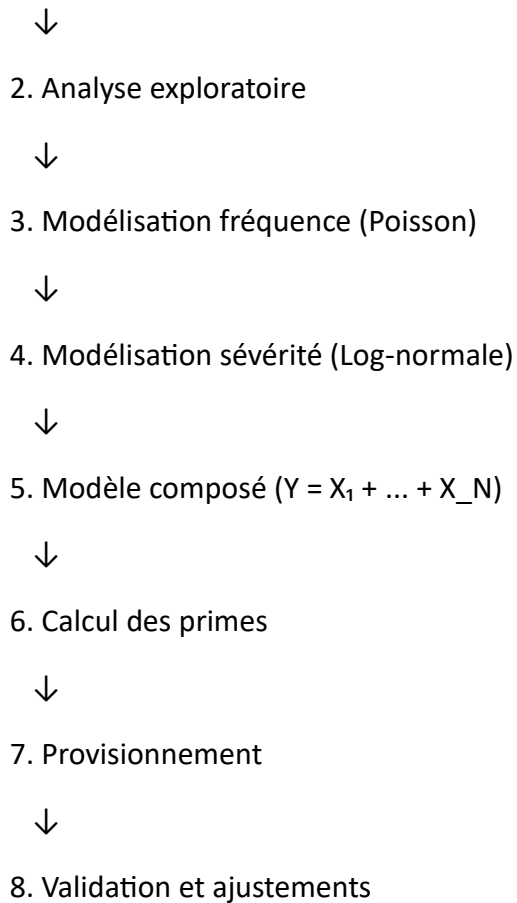 ↓
2. Analyse exploratoire
↓
3. Modélisation fréquence (Poisson)
↓
4. Modélisation sévérité (Log-normale)
↓
5. Modèle composé (Y = X₁ + ... + X_N)
↓
6. Calcul des primes
↓
7. Provisionnement
↓
8. Validation et ajustements